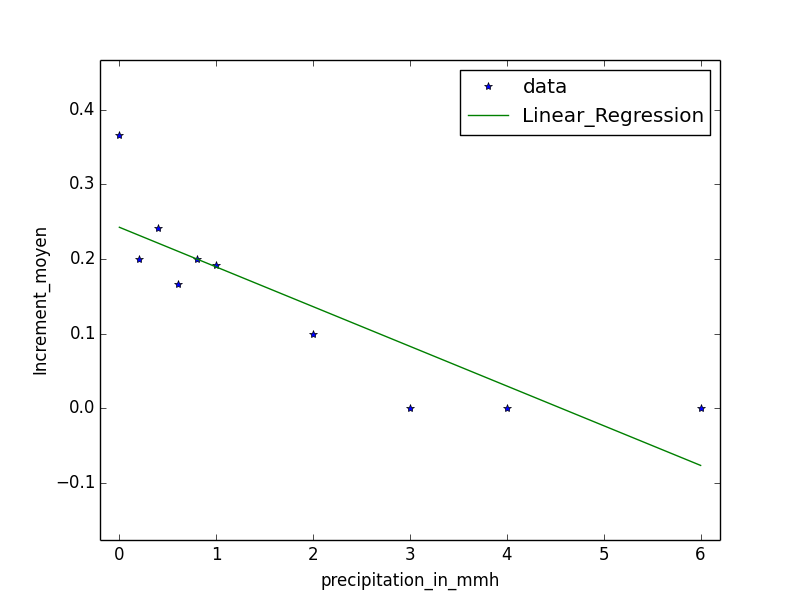 data
Linear_Regression
0.4
0.3
0.2
0.1
0.0
−0.1
Increment_moyen
0 1 2 3 4 5 6
precipitation_in_mmh